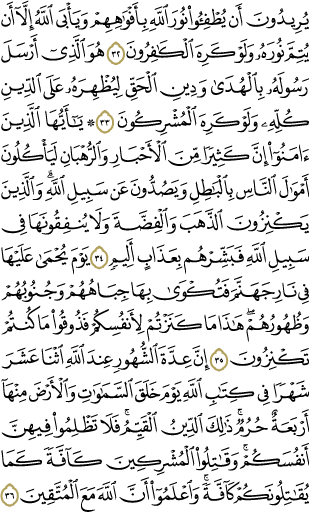 يُرِيدُونَ أَن يُطْفِـُٔوا۟ نُورَ ٱللَّهِ بِأَفْوَٰهِهِمْ وَيَأْبَى ٱللَّهُ إِلَّآ أَن
يُتِمَّ نُورَهُۥ وَلَوْ كَرِهَ ٱلْكَـٰفِرُونَ ٣٢ هُوَ ٱلَّذِىٓ أَرْسَلَ
رَسُولَهُۥ بِٱلْهُدَىٰ وَدِينِ ٱلْحَقِّ لِيُظْهِرَهُۥ عَلَى ٱلدِّينِ
كُلِّهِۦ وَلَوْ كَرِهَ ٱلْمُشْرِكُونَ ٣٣ ۞ يَـٰٓأَيُّهَا ٱلَّذِينَ
ءَامَنُوٓا۟ إِنَّ كَثِيرًا مِّنَ ٱلْأَحْبَارِ وَٱلرُّهْبَانِ لَيَأْكُلُونَ
أَمْوَٰلَ ٱلنَّاسِ بِٱلْبَـٰطِلِ وَيَصُدُّونَ عَن سَبِيلِ ٱللَّهِ ۗ وَٱلَّذِينَ
يَكْنِزُونَ ٱلذَّهَبَ وَٱلْفِضَّةَ وَلَا يُنفِقُونَهَا فِى
سَبِيلِ ٱللَّهِ فَبَشِّرْهُم بِعَذَابٍ أَلِيمٍ ٣٤ يَوْمَ يُحْمَىٰ عَلَيْهَا
فِى نَارِ جَهَنَّمَ فَتُكْوَىٰ بِهَا جِبَاهُهُمْ وَجُنُوبُهُمْ
وَظُهُورُهُمْ ۖ هَـٰذَا مَا كَنَزْتُمْ لِأَنفُسِكُمْ فَذُوقُوا۟ مَا كُنتُمْ
تَكْنِزُونَ ٣٥ إِنَّ عِدَّةَ ٱلشُّهُورِ عِندَ ٱللَّهِ ٱثْنَا عَشَرَ
شَهْرًا فِى كِتَـٰبِ ٱللَّهِ يَوْمَ خَلَقَ ٱلسَّمَـٰوَٰتِ وَٱلْأَرْضَ مِنْهَآ
أَرْبَعَةٌ حُرُمٌ ۚ ذَٰلِكَ ٱلدِّينُ ٱلْقَيِّمُ ۚ فَلَا تَظْلِمُوا۟ فِيهِنَّ
أَنفُسَكُمْ ۚ وَقَـٰتِلُوا۟ ٱلْمُشْرِكِينَ كَآفَّةً كَمَا
يُقَـٰتِلُونَكُمْ كَآفَّةً ۚ وَٱعْلَمُوٓا۟ أَنَّ ٱللَّهَ مَعَ ٱلْمُتَّقِينَ ٣٦